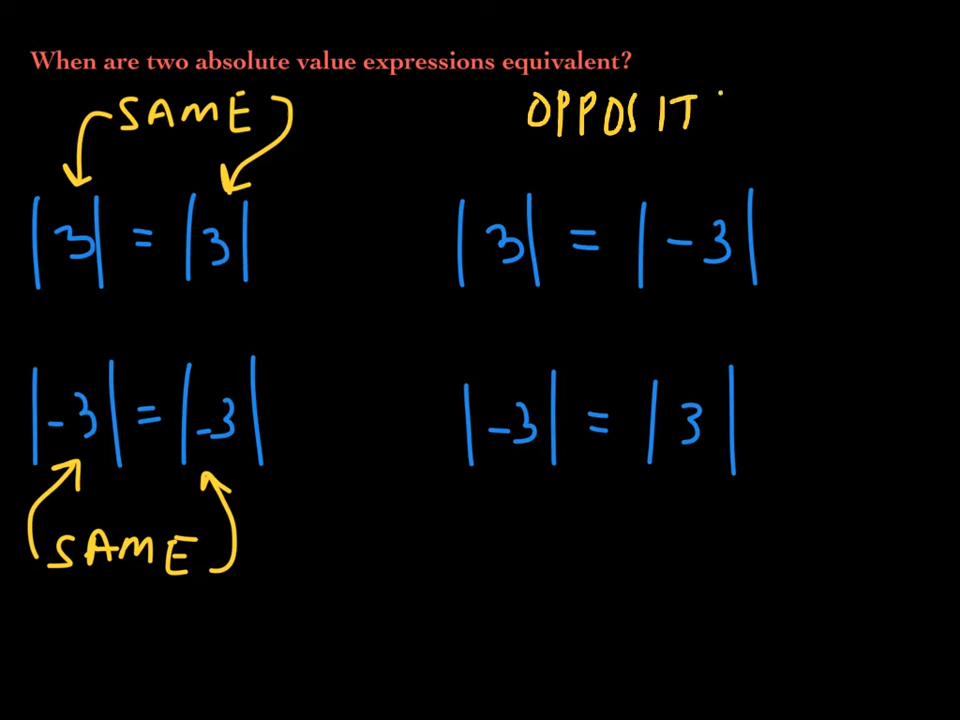 When are two absolute value expressions equivalent?
SAME OPPOSIT
|3| = |3| |3| = |-3|
|-3| = |-3| |-3| = |3|
SAME